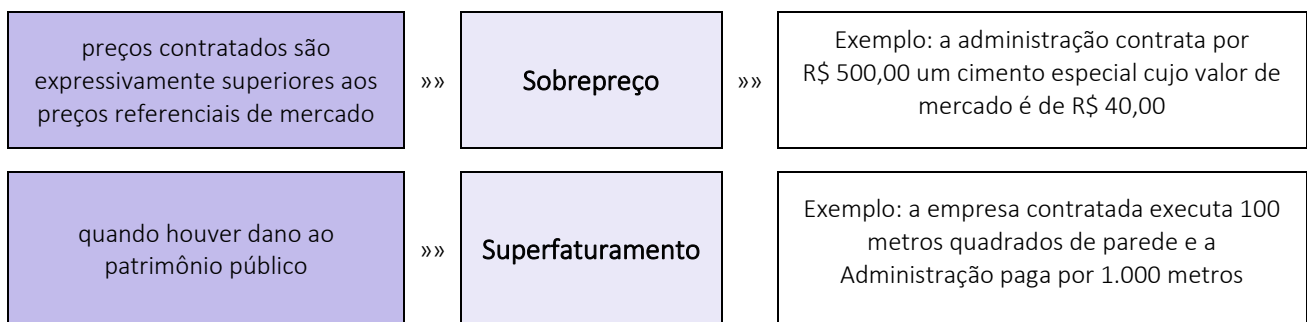 preços contratados são
expressivamente superiores aos
preços referenciais de mercado
»»
Sobrepreço
»»
Exemplo: a administração contrata por
R$ 500,00 um cimento especial cujo valor de
mercado é de R$ 40,00
quando houver dano ao
patrimônio público
»»
Superfaturamento
Exemplo: a empresa contratada executa 100
metros quadrados de parede e a
Administração paga por 1.000 metros